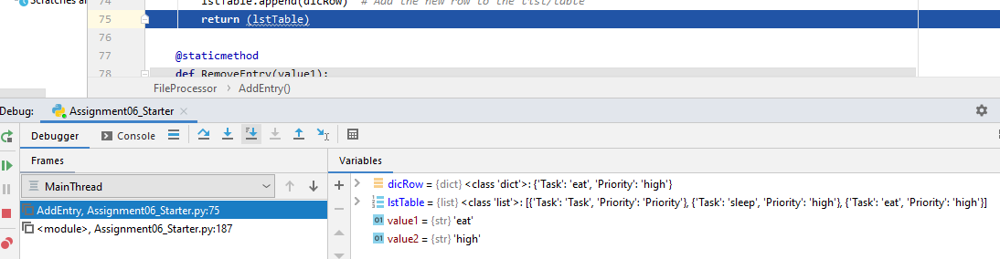 Scratches a
74 lstTable.append(dicRow) # Add the new row to the list/table
75 return (lstTable)
76
77 @staticmethod
78 def RemoveEntry(value1):
FileProcessor > AddEntry()
Debug: Assignment06_Starter ×
Debugger Console
Frames Variables
MainThread
dicRow = {dict} <class 'dict'>: {'Task': 'eat', 'Priority': 'high'}
lstTable = {list} <class 'list'>: [{'Task': 'Task', 'Priority': 'Priority'}, {'Task': 'sleep', 'Priority': 'high'}, {'Task': 'eat', 'Priority': 'high'}]
AddEntry, Assignment06_Starter.py:75
<module>, Assignment06_Starter.py:187
value1 = {str} 'eat'
value2 = {str} 'high'